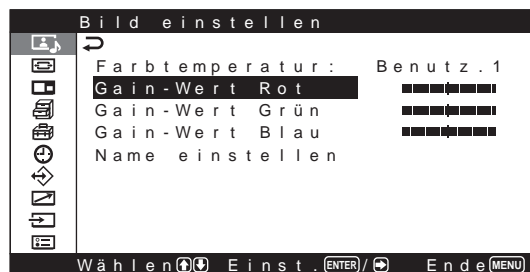 Bild einstellen
Farbtemperatur: Benutz.1
Gain-Wert Rot
Gain-Wert Grün
Gain-Wert Blau
Name einstellen
Wählen Einst. ENTER / Ende MENU